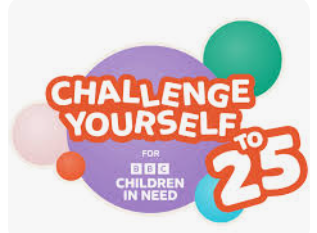 CHALLENGE
YOURSELF
TO
25
FOR
BBC
CHILDREN
IN NEED